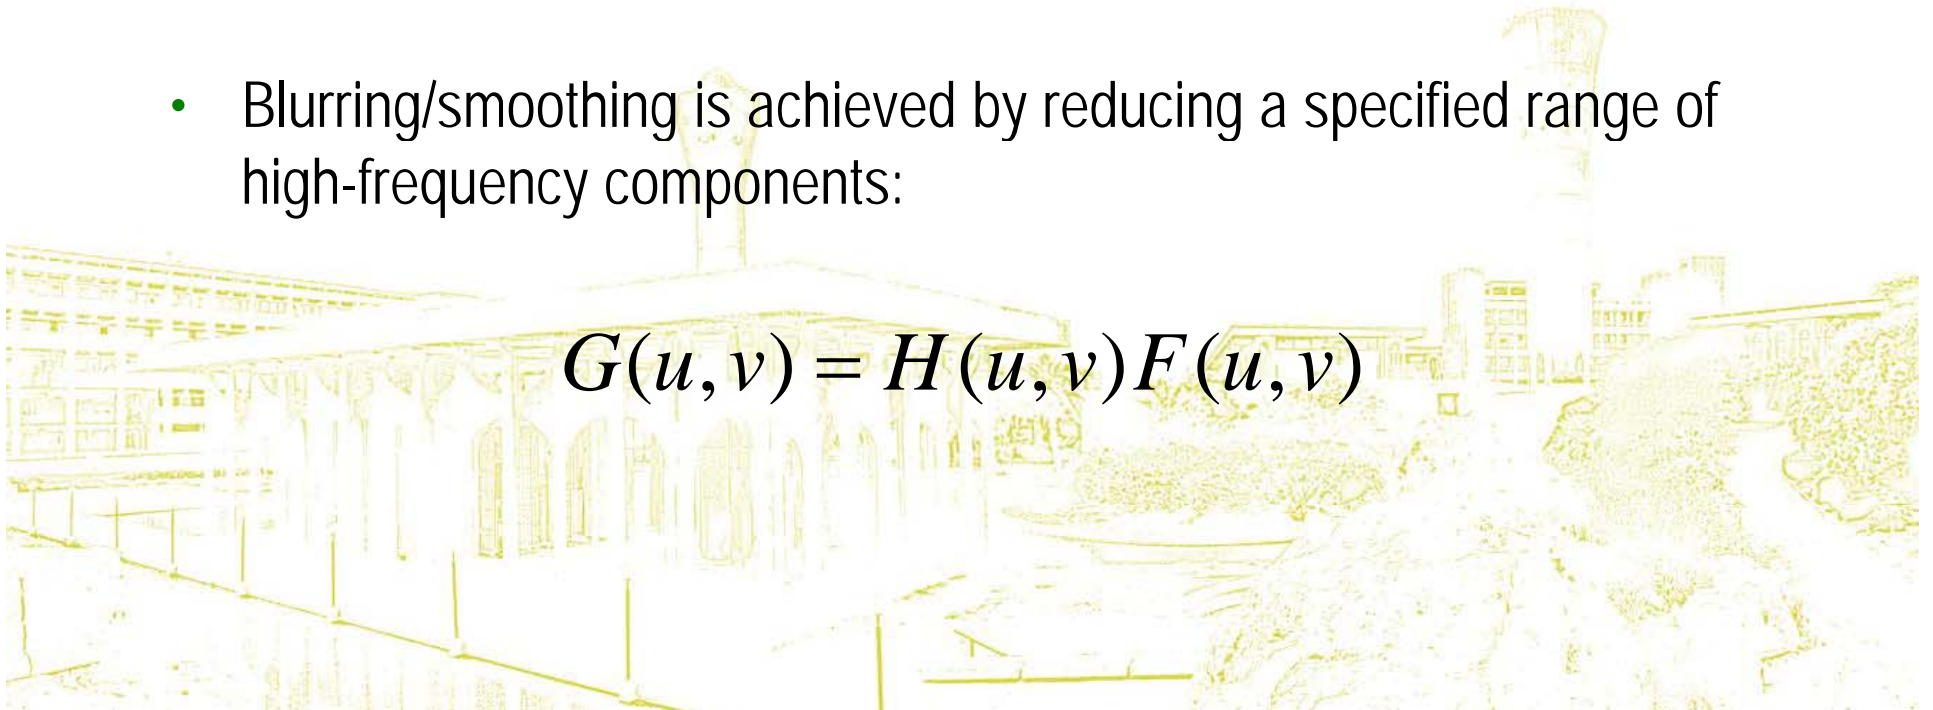 • Blurring/smoothing is achieved by reducing a specified range of
high-frequency components:
G(u,v) = H(u,v)F(u,v)